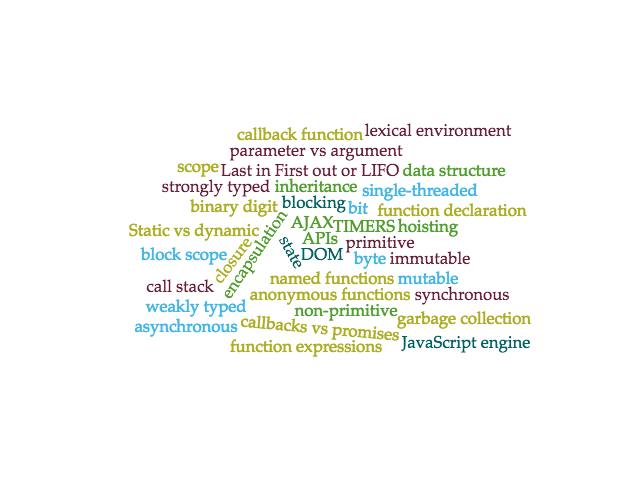 callback function
lexical environment
parameter vs argument
scope
Last in First out or LIFO
data structure
strongly typed
inheritance
single-threaded
binary digit
blocking
bit
function declaration
Static vs dynamic
encapsulation
AJAX
TIMERS
hoisting
APIs
primitive
block scope
closure
state
DOM
byte
immutable
call stack
named functions
mutable
anonymous functions
synchronous
weakly typed
non-primitive
asynchronous
callbacks vs promises
garbage collection
function expressions
JavaScript engine